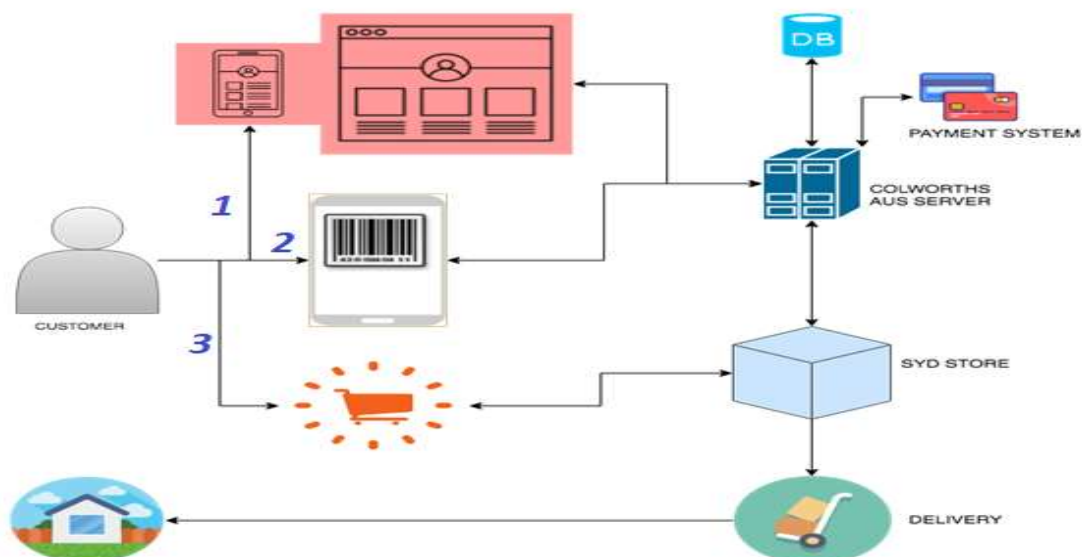 DB
PAYMENT SYSTEM
1
COLWORTHS
AUS SERVER
2
CUSTOMER
3
SYD STORE
DELIVERY